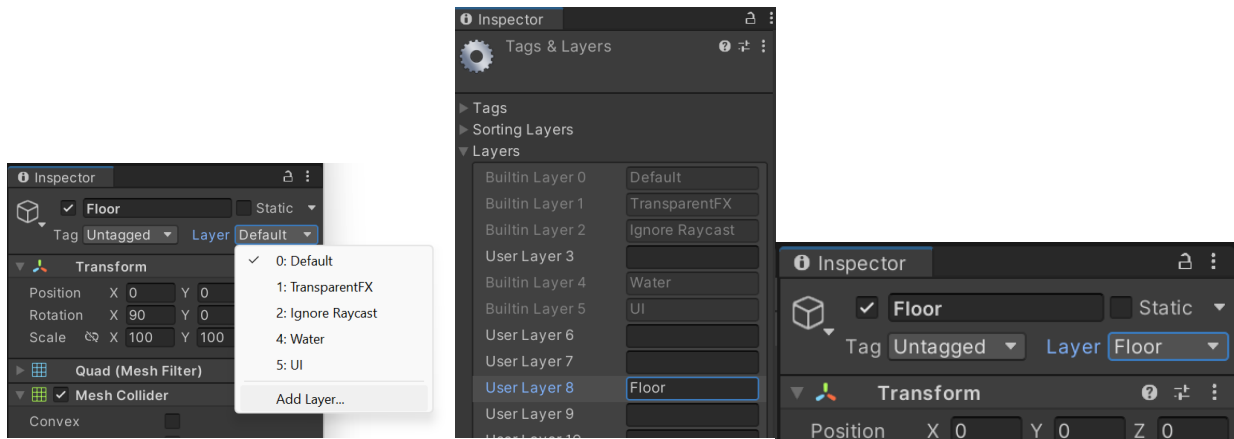 Inspector
Floor Static
Tag Untagged Layer Default
Transform
Position X 0 Y 0
Rotation X 90 Y 0
Scale X 100 Y 100
Quad (Mesh Filter)
Mesh Collider
Convex
0: Default
1: TransparentFX
2: Ignore Raycast
4: Water
5: UI
Add Layer...
Inspector
Tags & Layers
Tags
Sorting Layers
Layers
Builtin Layer 0 Default
Builtin Layer 1 TransparentFX
Builtin Layer 2 Ignore Raycast
User Layer 3
Builtin Layer 4 Water
Builtin Layer 5 UI
User Layer 6
User Layer 7
User Layer 8 Floor
User Layer 9
User Layer 10
Inspector
Floor Static
Tag Untagged Layer Floor
Transform
Position X 0 Y 0 Z 0